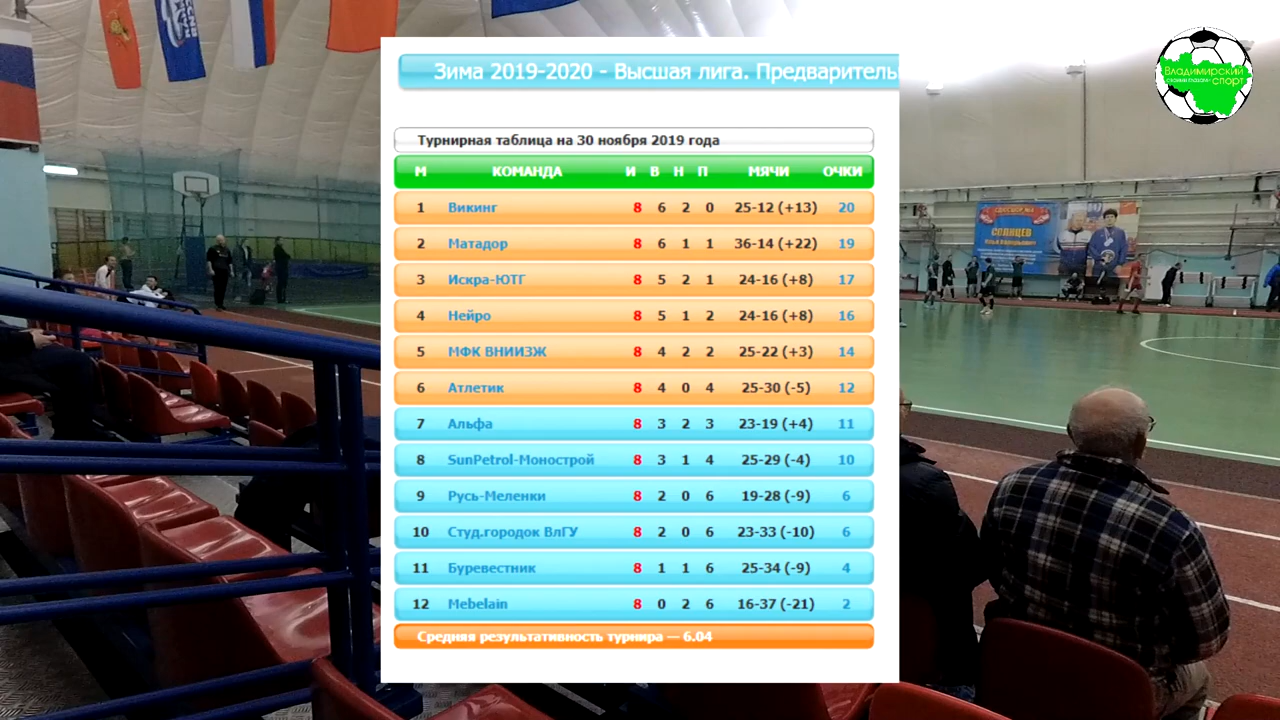 Зима 2019-2020 - Высшая лига. Предваритель
Турнирная таблица на 30 ноября 2019 года
М КОМАНДА И В Н П МЯЧИ ОЧКИ
1 Викинг 8 6 2 0 25-12 (+13) 20
2 Матадор 8 6 1 1 36-14 (+22) 19
3 Искра-ЮТГ 8 5 2 1 24-16 (+8) 17
4 Нейро 8 5 1 2 24-16 (+8) 16
5 МФК ВНИИЗЖ 8 4 2 2 25-22 (+3) 14
6 Атлетик 8 4 0 4 25-30 (-5) 12
7 Альфа 8 3 2 3 23-19 (+4) 11
8 SunPetrol-Монострой 8 3 1 4 25-29 (-4) 10
9 Русь-Меленки 8 2 0 6 19-28 (-9) 6
10 Студ.городок ВлГУ 8 2 0 6 23-33 (-10) 6
11 Буревестник 8 1 1 6 25-34 (-9) 4
12 Mebelain 8 0 2 6 16-37 (-21) 2
Средняя результативность турнира — 6.04
Владимирский
спорт
СОЛНЦЕВ